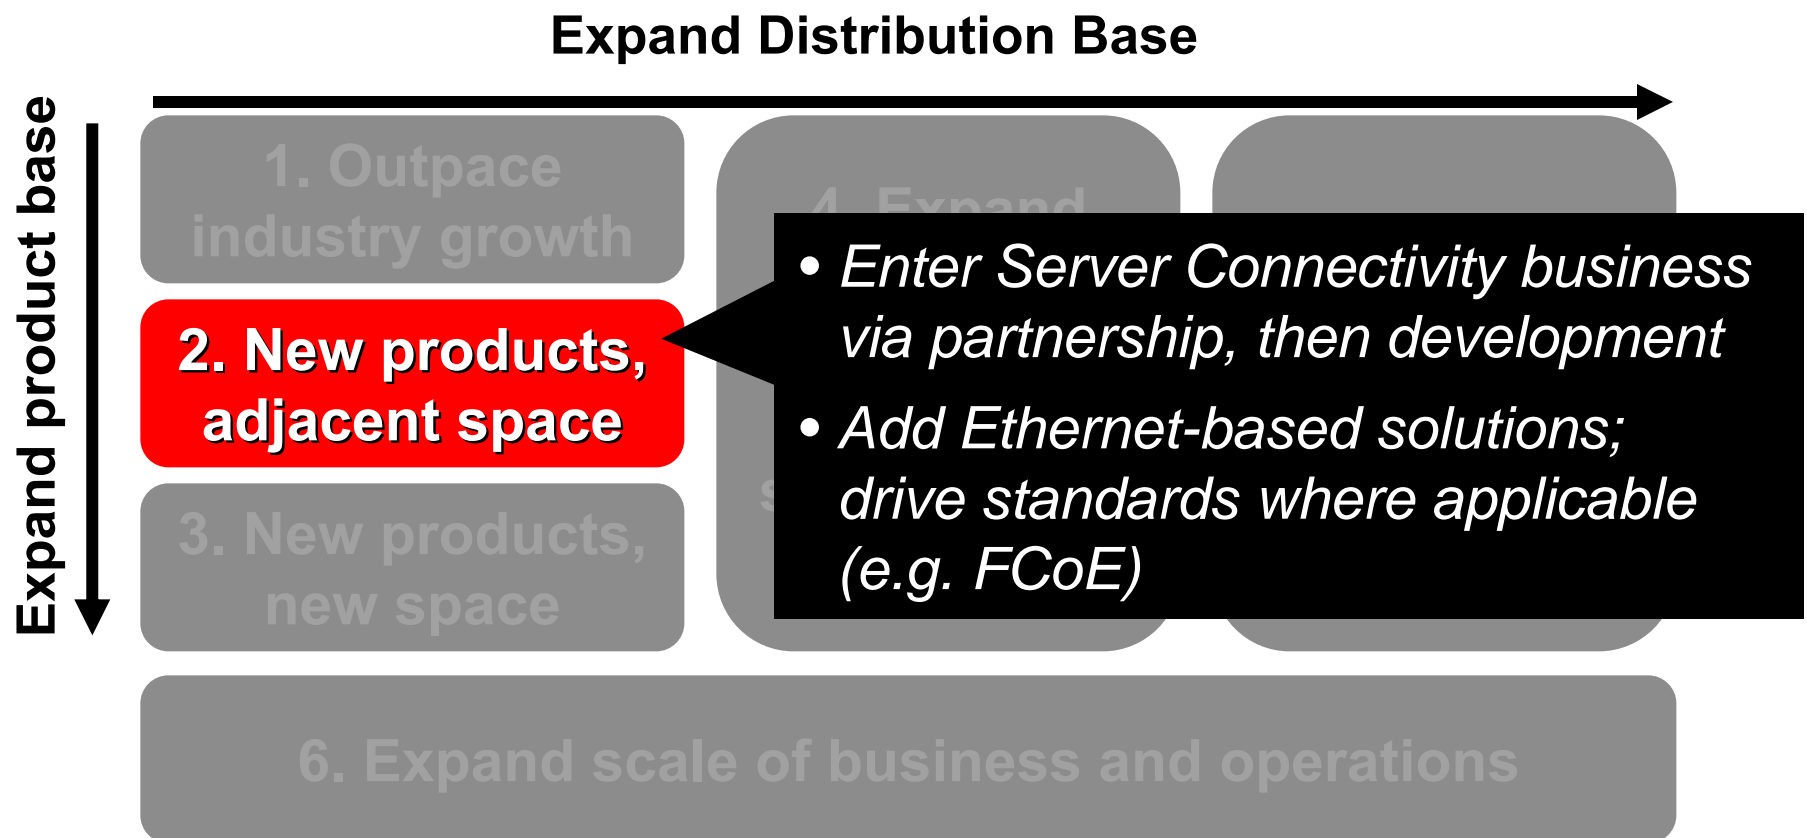 Expand Distribution Base
Expand product base
1. Outpace
industry growth
4. Expand
2. New products,
adjacent space
• Enter Server Connectivity business
via partnership, then development
• Add Ethernet-based solutions;
drive standards where applicable
(e.g. FCoE)
3. New products,
new space
6. Expand scale of business and operations